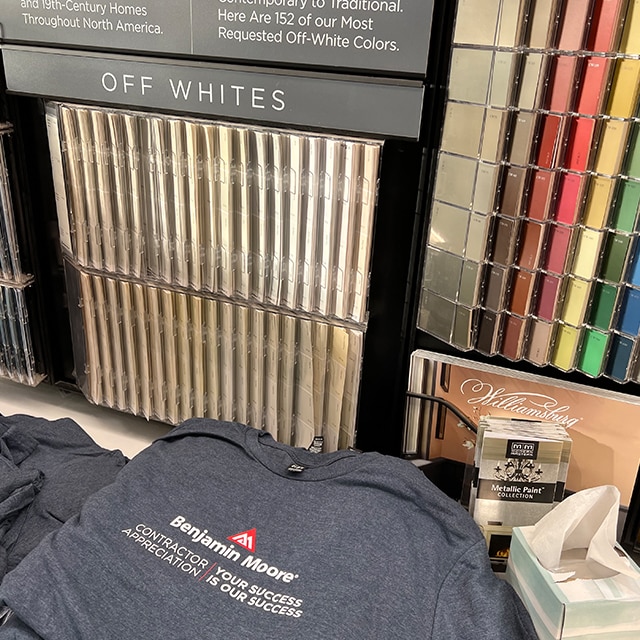 and 19th-Century Homes
Throughout North America.
Contemporary to Traditional.
Here Are 152 of our Most
Requested Off-White Colors.
OFF WHITES
Williamsburg
Metallic Paint
COLLECTION
Benjamin Moore®
CONTRACTOR APPRECIATION
YOUR SUCCESS
IS OUR SUCCESS